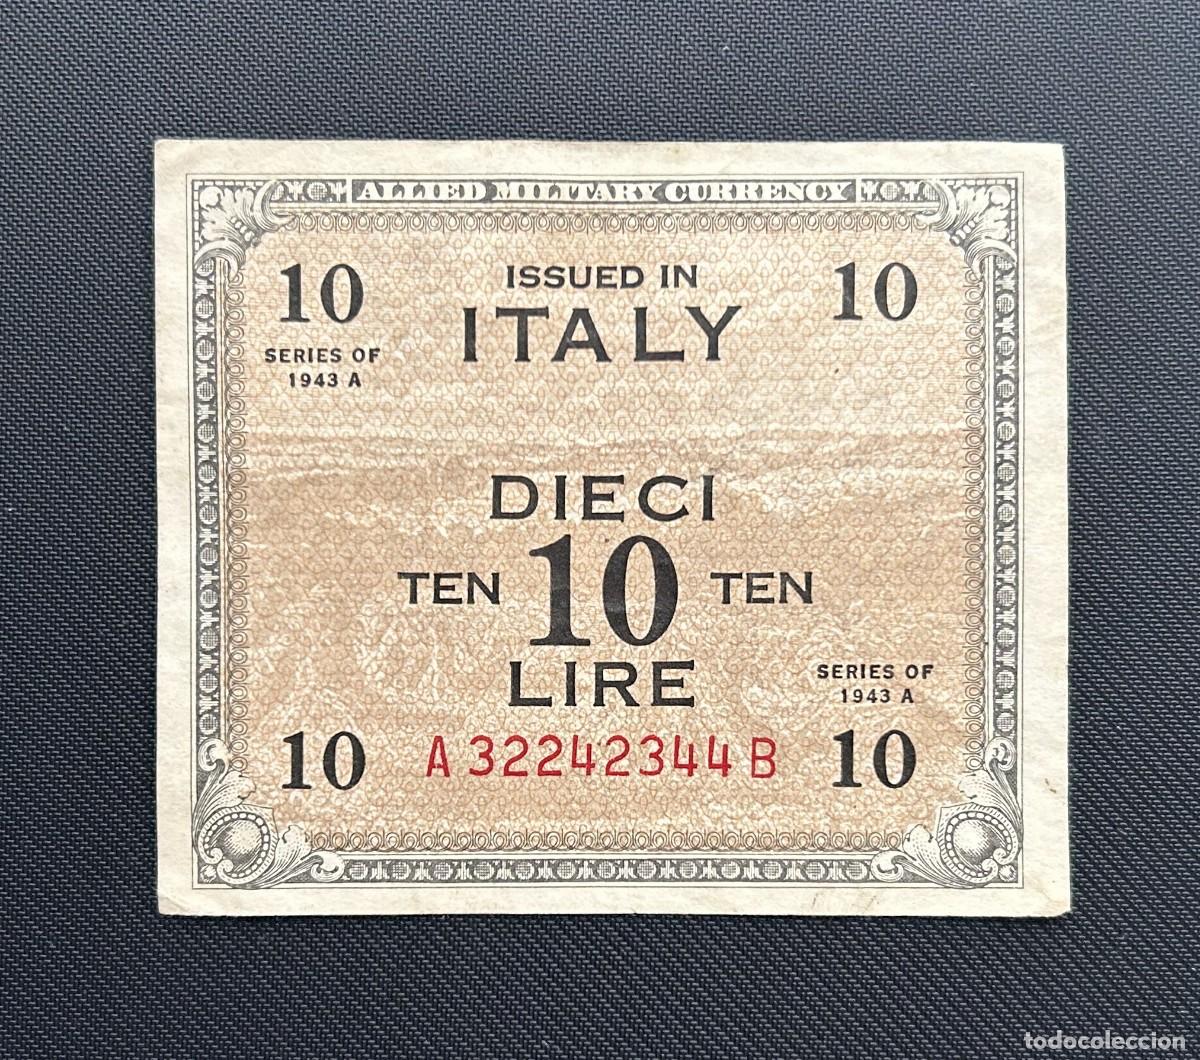 ALLIED MILITARY CURRENCY
10 ISSUED IN 10
ITALY
SERIES OF
1943 A
DIECI
TEN 10 TEN
LIRE
SERIES OF
1943 A
10 A 32242344 B 10
todocoleccion